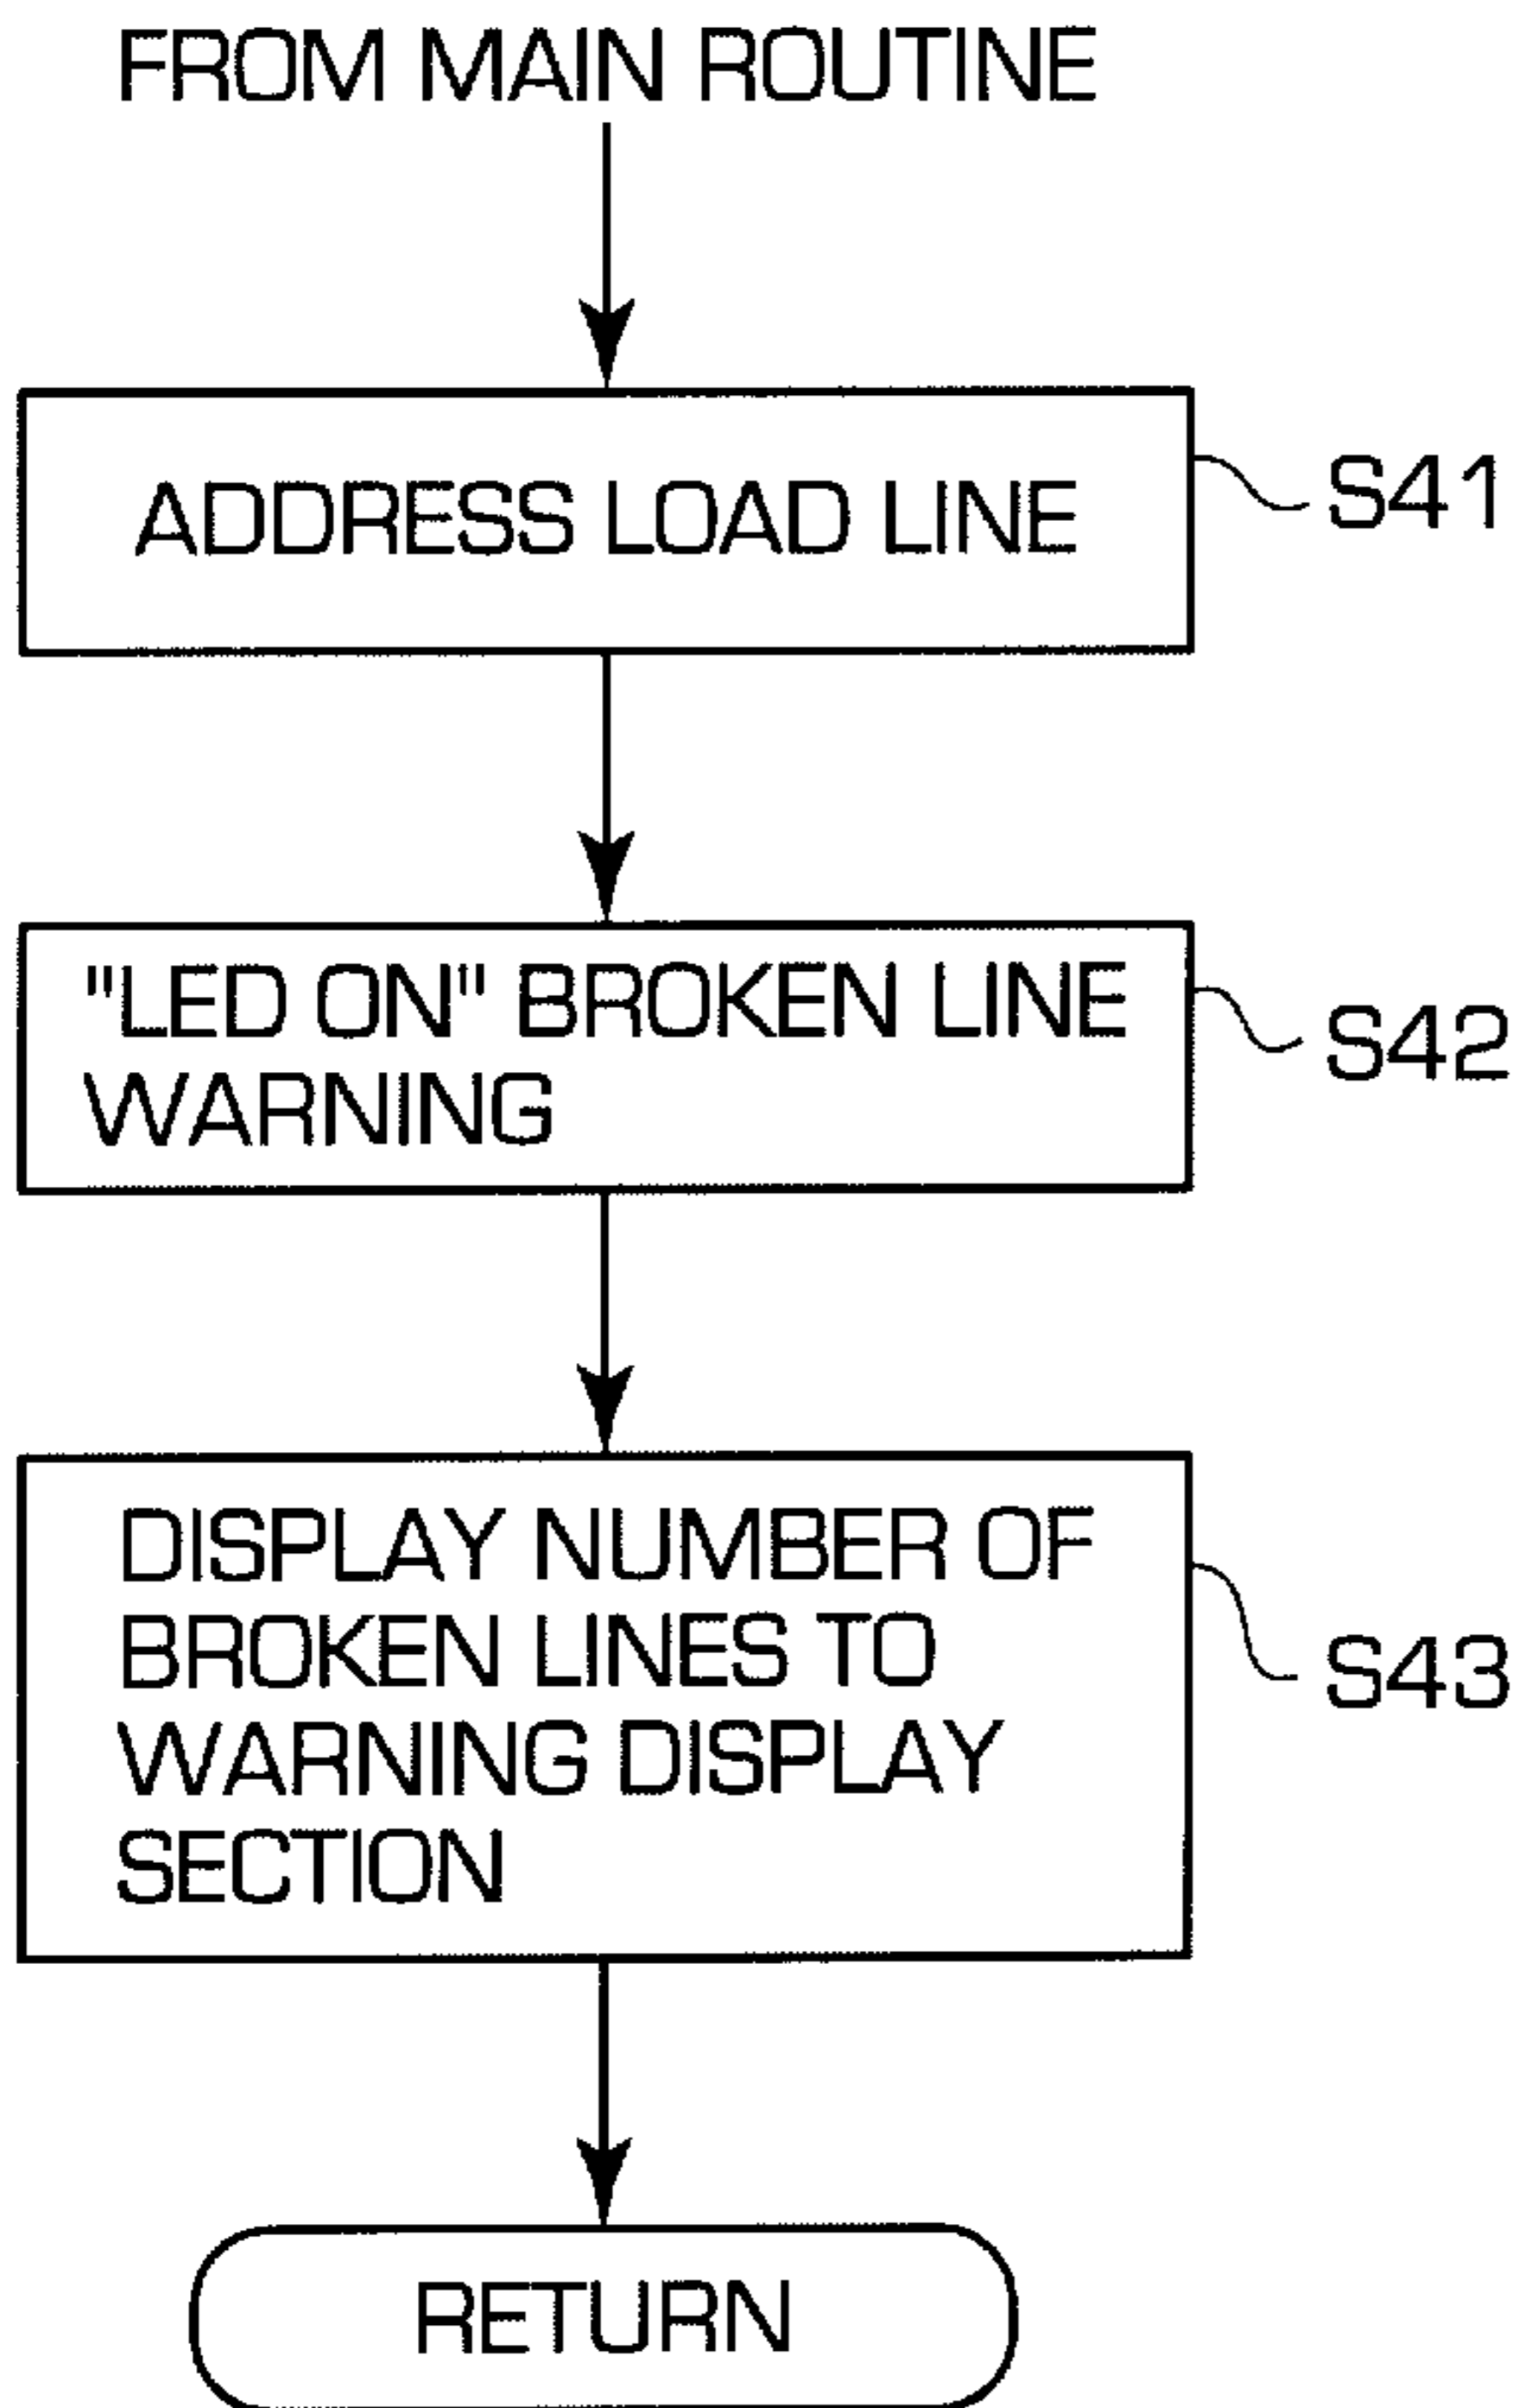 FROM MAIN ROUTINE
ADDRESS LOAD LINE
S41
"LED ON" BROKEN LINE
WARNING
S42
DISPLAY NUMBER OF
BROKEN LINES TO
WARNING DISPLAY
SECTION
S43
RETURN